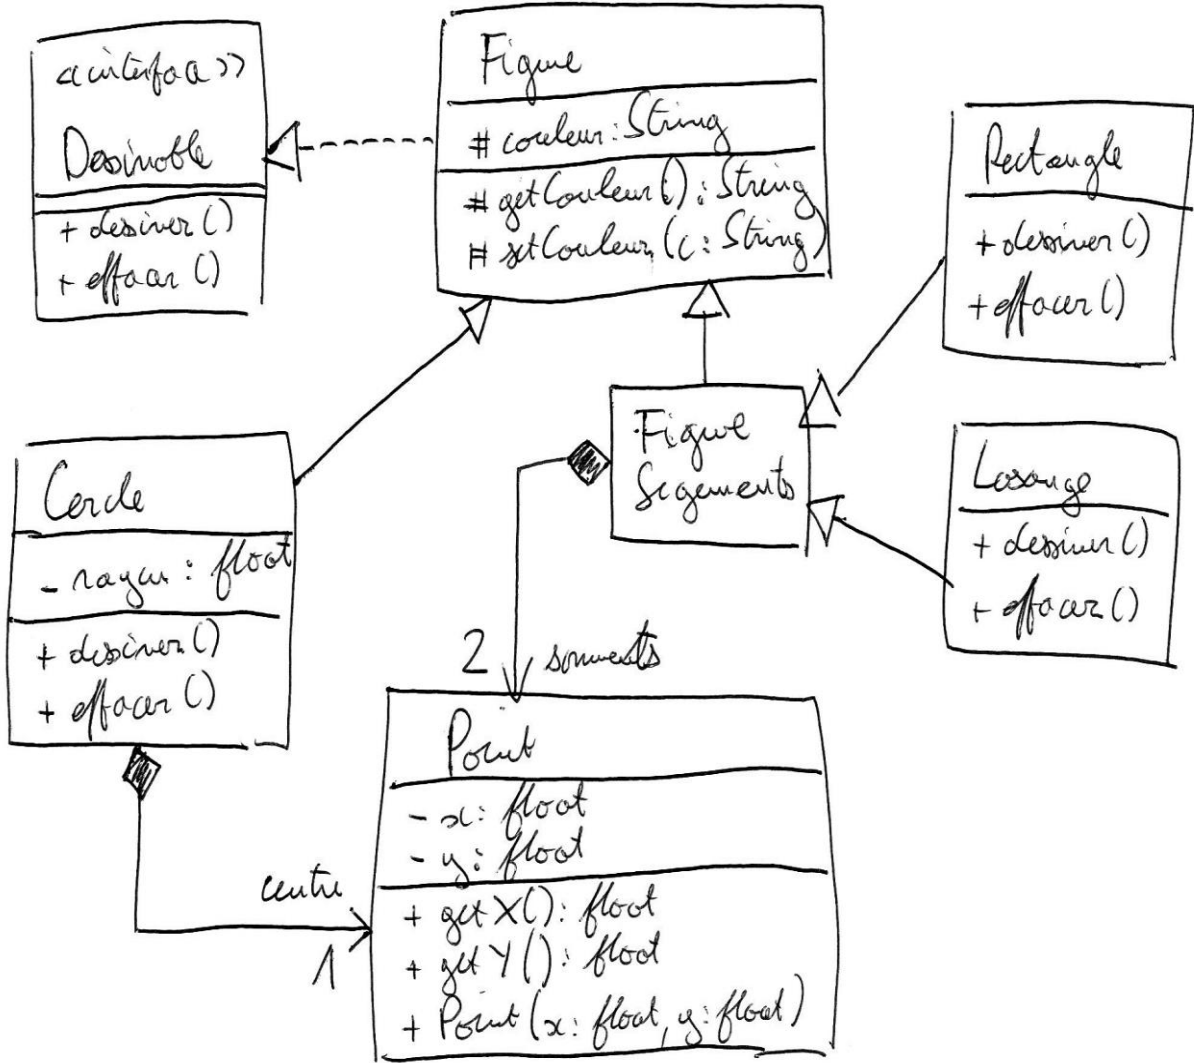 <<interface>>
Dessinable
+ dessiner()
+ effacer()
Figure
# couleur: String
# getCouleur(): String
# setCouleur(c: String)
Rectangle
+ dessiner()
+ effacer()
Figure
Segments
Losange
+ dessiner()
+ effacer()
Cercle
- rayon: float
+ dessiner()
+ effacer()
2 sommets
centre
1
Point
- x: float
- y: float
+ getX(): float
+ getY(): float
+ Point(x: float, y: float)